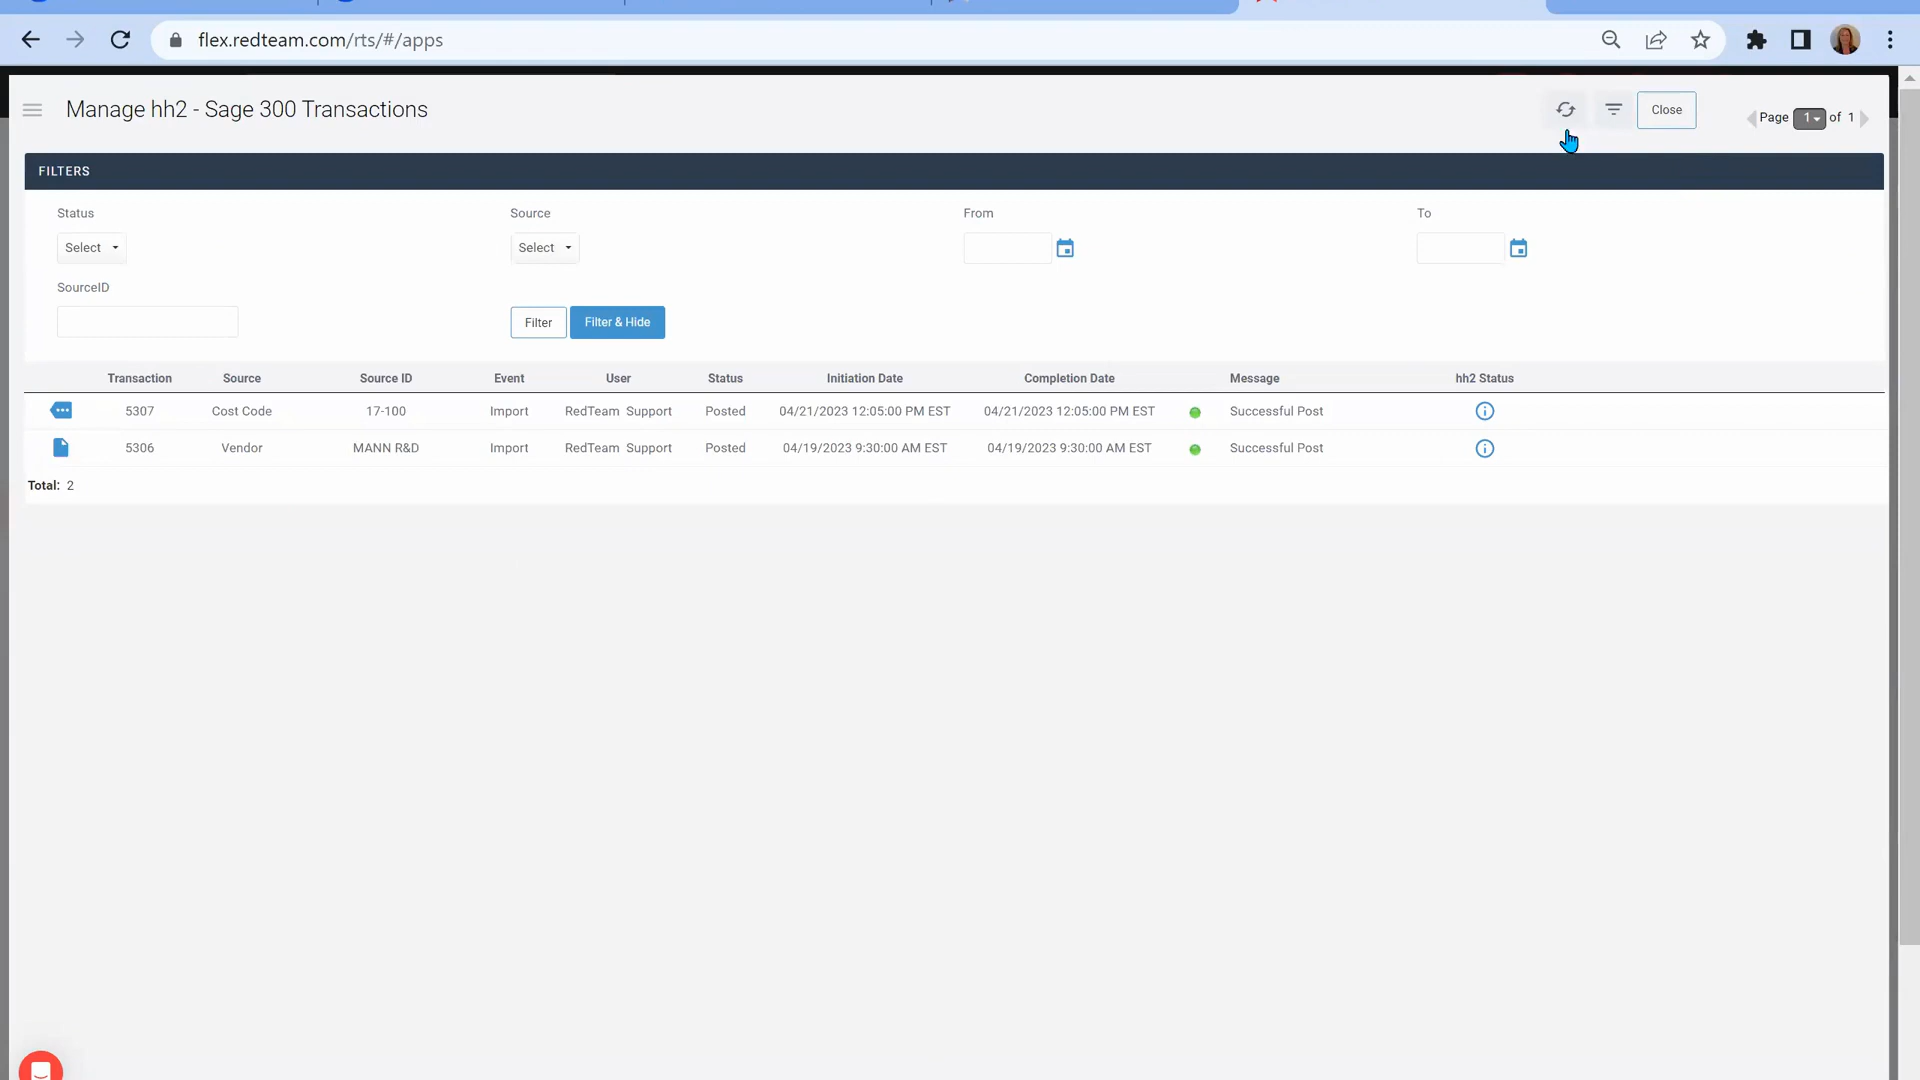 flex.redteam.com/rts/#/apps
Manage hh2 - Sage 300 Transactions
Close
Page 1 of 1
FILTERS
Status Source From To
Select Select
SourceID
Filter Filter & Hide
Transaction Source Source ID Event User Status Initiation Date Completion Date Message hh2 Status
5307 Cost Code 17-100 Import RedTeam Support Posted 04/21/2023 12:05:00 PM EST 04/21/2023 12:05:00 PM EST Successful Post
5306 Vendor MANN R&D Import RedTeam Support Posted 04/19/2023 9:30:00 AM EST 04/19/2023 9:30:00 AM EST Successful Post
Total: 2